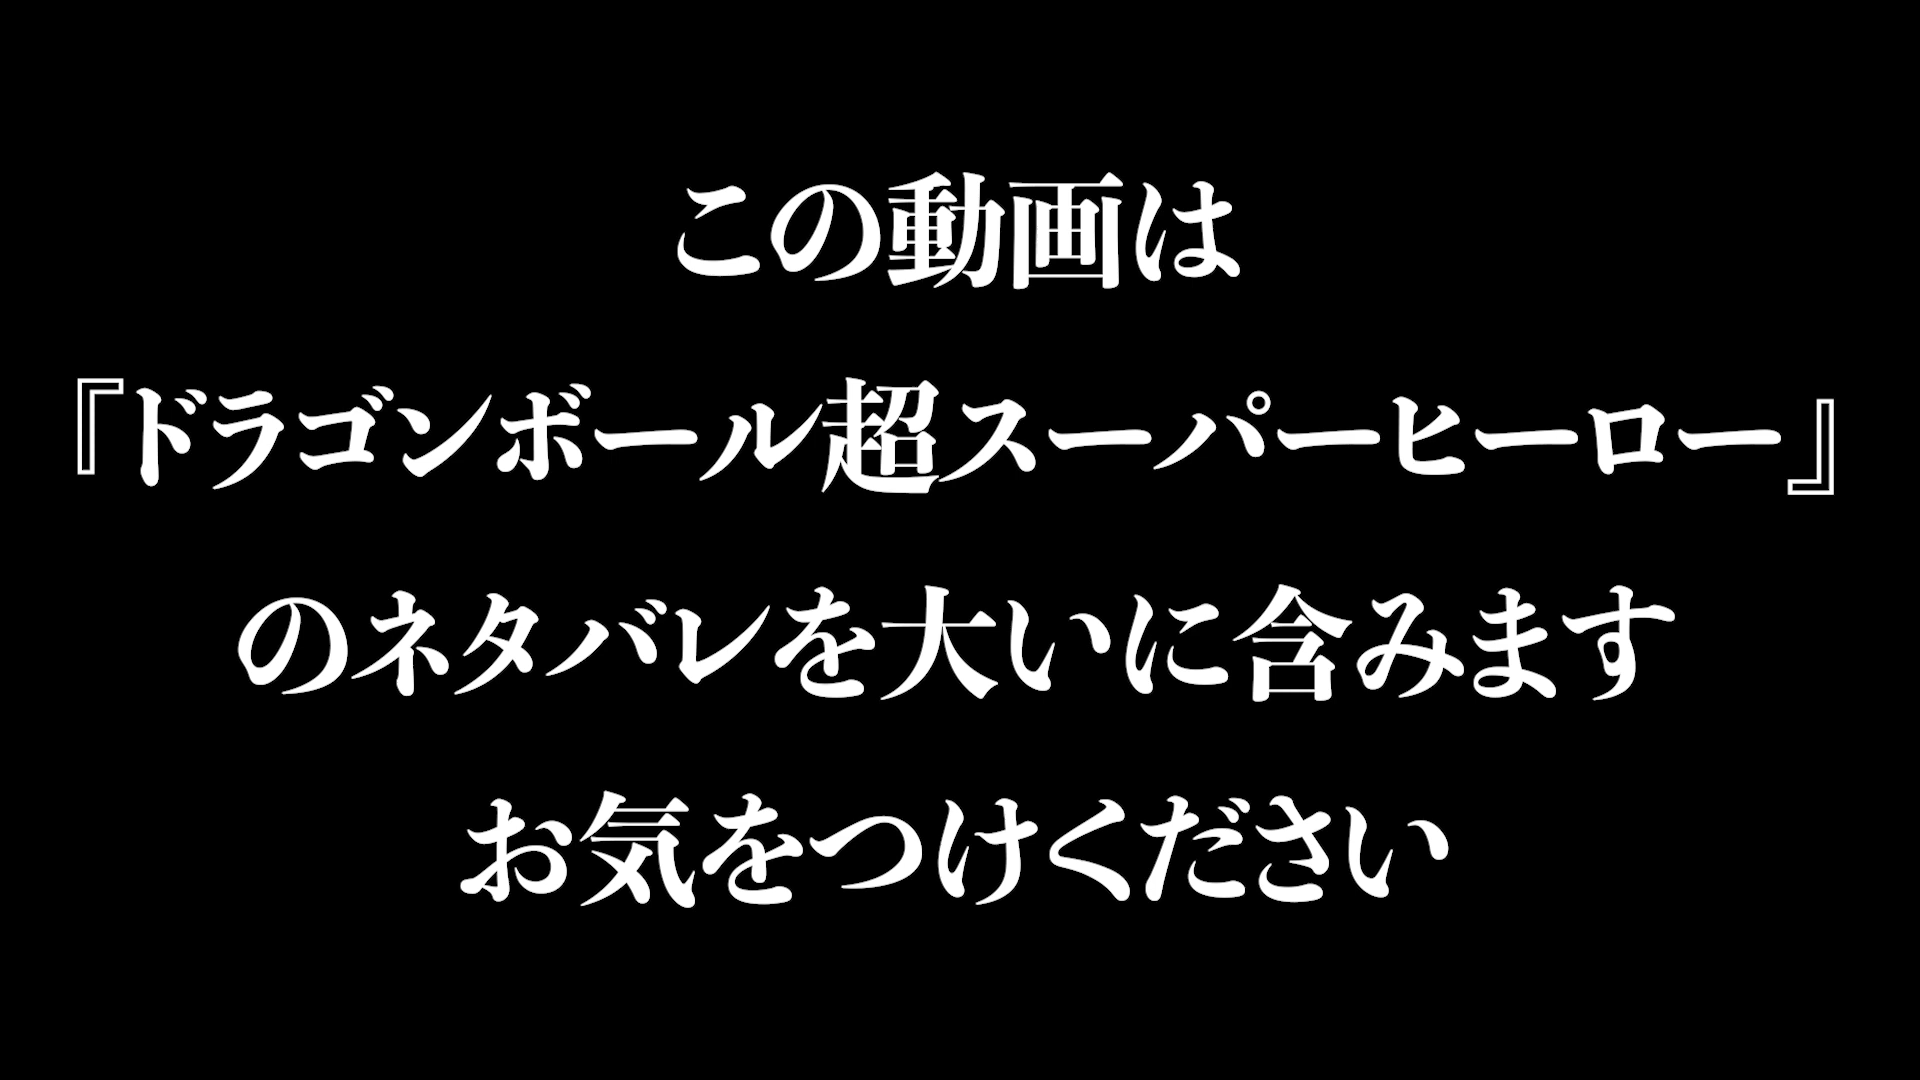 この動画は
『ドラゴンボール超スーパーヒーロー』
のネタバレを大いに含みます
お気をつけください